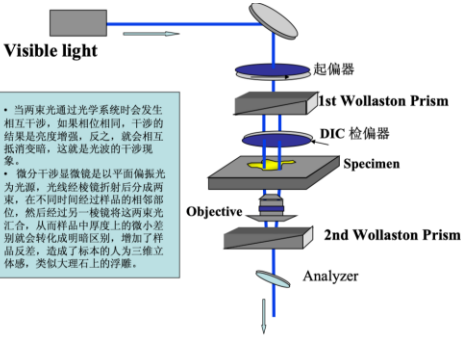 Visible light
起偏器
1st Wollaston Prism
DIC 检偏器
Specimen
Objective
2nd Wollaston Prism
Analyzer
• 当两束光通过光学系统时会发生
相互干涉，如果相位相同，干涉的
结果是亮度增强，反之，就会相互
抵消变暗，这就是光波的干涉现
象。
• 微分干涉显微镜是以平面偏振光
为光源，光线经棱镜折射后分成两
束，在不同时间经过样品的相邻部
位，然后经过另一棱镜将这两束光
汇合，从而样品中厚度上的微小差
别就会转化成明暗区别，增加了样
品反差，造成了标本的人为三维立
体感，类似大理石上的浮雕。